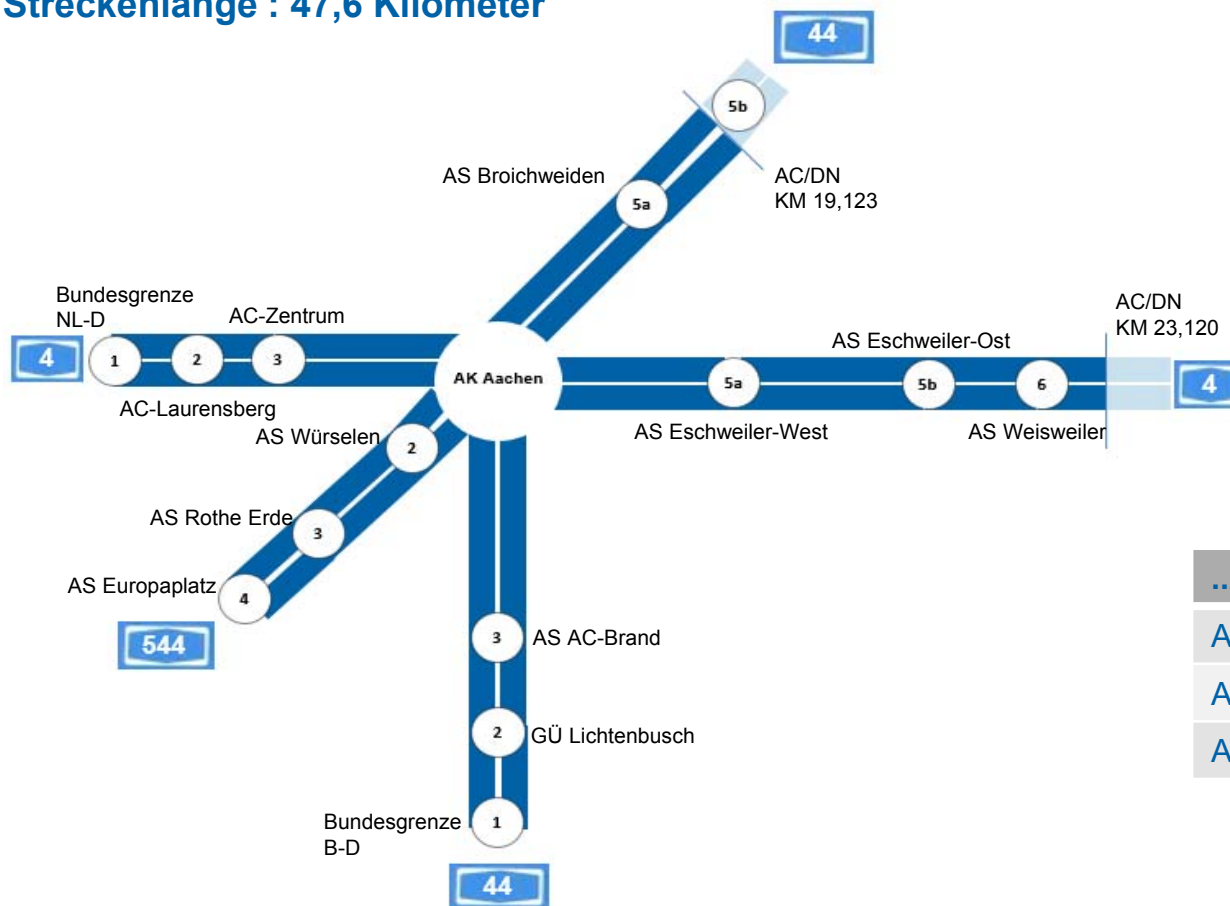 Streckenlänge : 47,6 Kilometer
44
5b
AS Broichweiden
5a
AC/DN
KM 19,123
Bundesgrenze
NL-D
AC-Zentrum
AC/DN
KM 23,120
4
1
2
3
AC-Laurensberg
AK Aachen
AS Eschweiler-Ost
5a
5b
6
4
AS Eschweiler-West
AS Weisweiler
AS Würselen
2
AS Rothe Erde
3
AS Europaplatz
4
544
3
AS AC-Brand
2
GÜ Lichtenbusch
Bundesgrenze
B-D
1
44
..
A
A
A